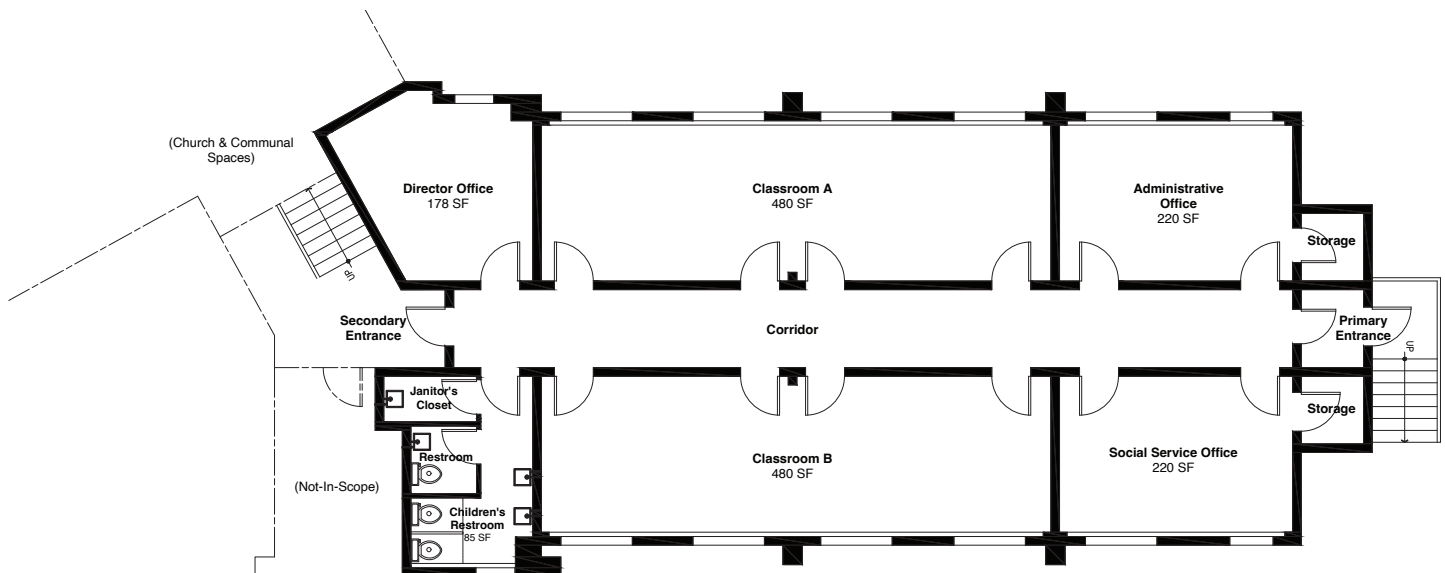 (Church & Communal
Spaces)
Director Office
178 SF
Classroom A
480 SF
Administrative
Office
220 SF
Storage
UP
Secondary
Entrance
Corridor
Primary
Entrance
UP
Janitor's
Closet
Storage
Restroom
Classroom B
480 SF
Social Service Office
220 SF
(Not-In-Scope)
Children's
Restroom
85 SF